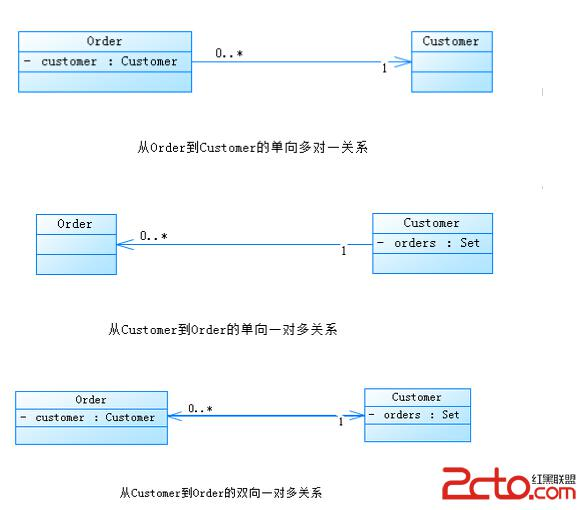 Order Customer
- customer : Customer
0..*
1
从Order到Customer的单向多对一关系
Order Customer
- orders : Set
0..*
1
从Customer到Order的单向一对多关系
Order Customer
- customer : Customer - orders : Set
0..*
1
从Customer到Order的双向一对多关系
2cto.com 红黑联盟